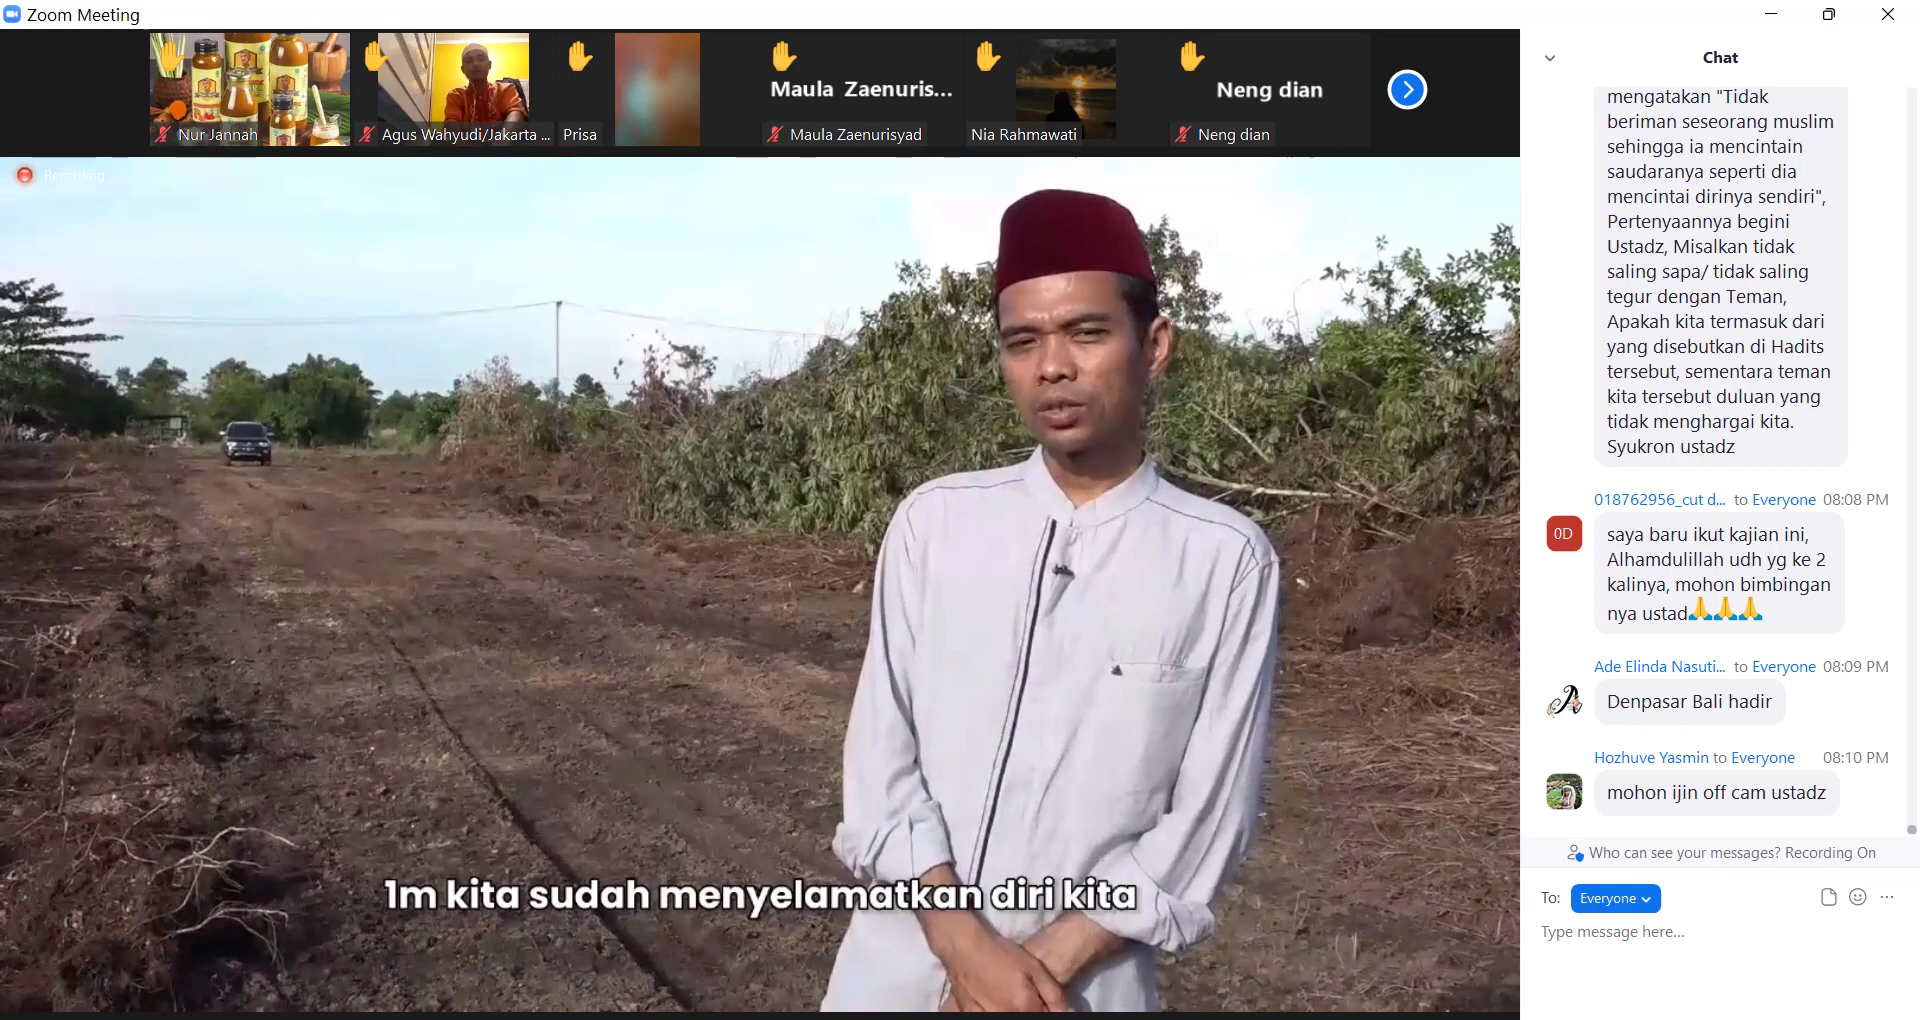 Zoom Meeting
Nur Jannah
Agus Wahyudi/Jakarta ...
Prisa
Maula Zaenuris...
Maula Zaenurisyad
Nia Rahmawati
Neng dian
Neng dian
Recording
1m kita sudah menyelamatkan diri kita
Chat
mengatakan "Tidak
beriman seseorang muslim
sehingga ia mencintain
saudaranya seperti dia
mencintai dirinya sendiri",
Pertenyaannya begini
Ustadz, Misalkan tidak
saling sapa/ tidak saling
tegur dengan Teman,
Apakah kita termasuk dari
yang disebutkan di Hadits
tersebut, sementara teman
kita tersebut duluan yang
tidak menghargai kita.
Syukron ustadz
018762956_cut d... to Everyone 08:08 PM
0D
saya baru ikut kajian ini,
Alhamdulillah udh yg ke 2
kalinya, mohon bimbingan
nya ustad🙏🙏🙏
Ade Elinda Nasuti... to Everyone 08:09 PM
Denpasar Bali hadir
Hozhuve Yasmin to Everyone 08:10 PM
mohon ijin off cam ustadz
Who can see your messages? Recording On
To: Everyone
Type message here...